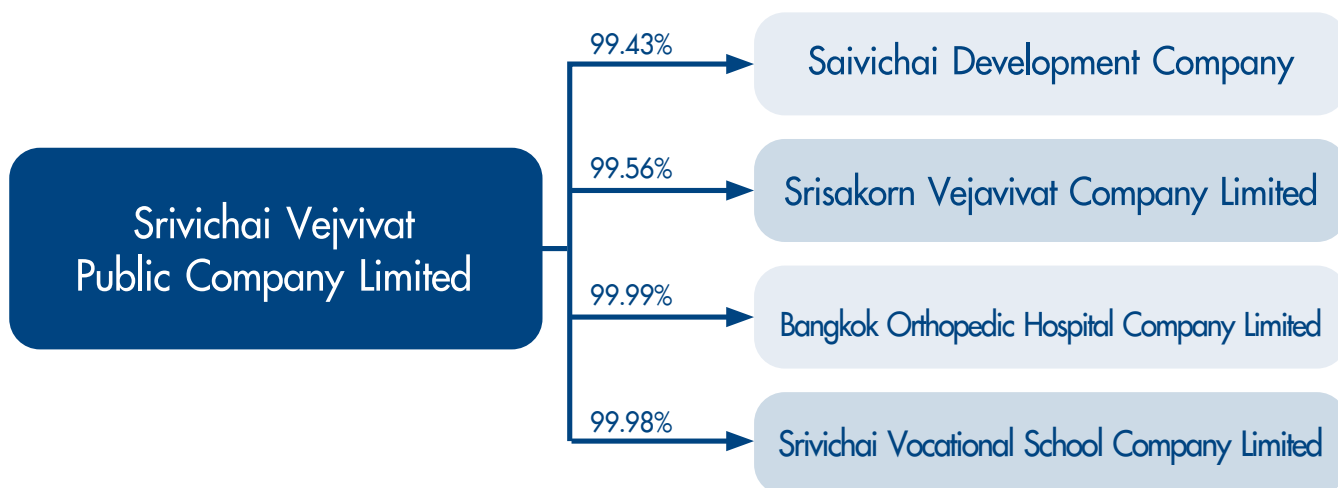 99.43%
Saivichai Development Company
99.56%
Srisakorn Vejavivat Company Limited
Srivichai Vejvivat
Public Company Limited
99.99%
Bangkok Orthopedic Hospital Company Limited
99.98%
Srivichai Vocational School Company Limited